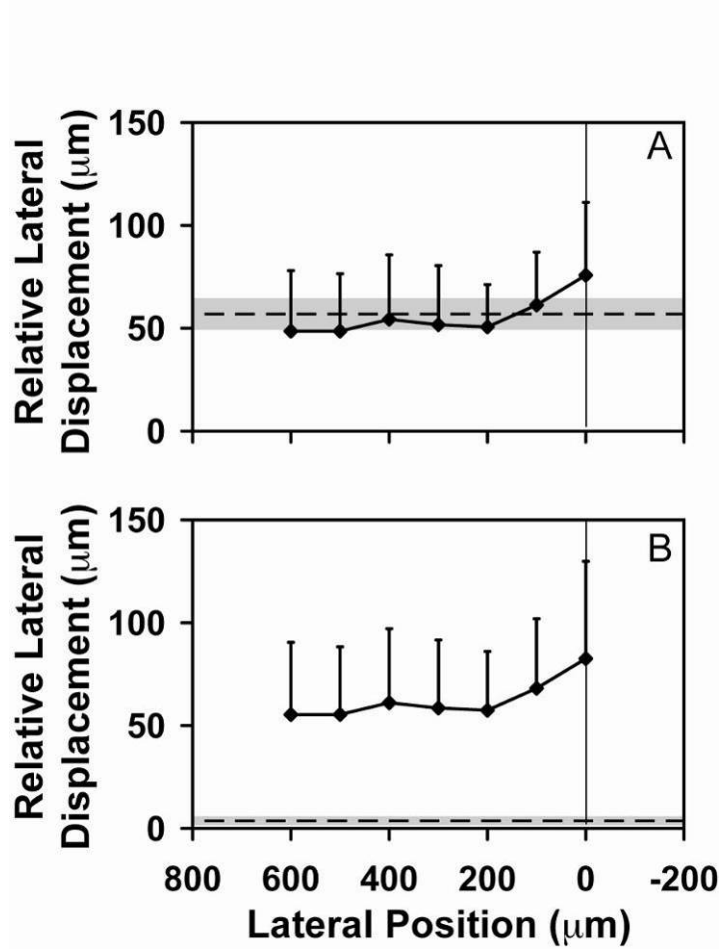 150
A
Relative Lateral
Displacement (μm)
100
50
0
150
B
Relative Lateral
Displacement (μm)
100
50
0
800 600 400 200 0 -200
Lateral Position (μm)